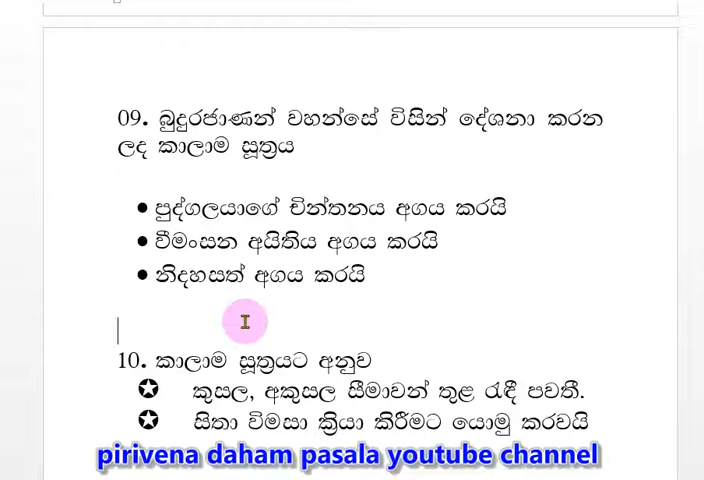 09. බුදුරජාණන් වහන්සේ විසින් දේශනා කරන
ලද කාලාම සූත්‍රය
● පුද්ගලයාගේ චින්තනය අගය කරයි
● වීමංසන අයිතිය අගය කරයි
● නිදහසත් අගය කරයි
10. කාලාම සූත්‍රයට අනුව
✪ කුසල, අකුසල සීමාවන් තුළ රැඳී පවතී.
✪ සිතා විමසා ක්‍රියා කිරීමට යොමු කරවයි
pirivena daham pasala youtube channel